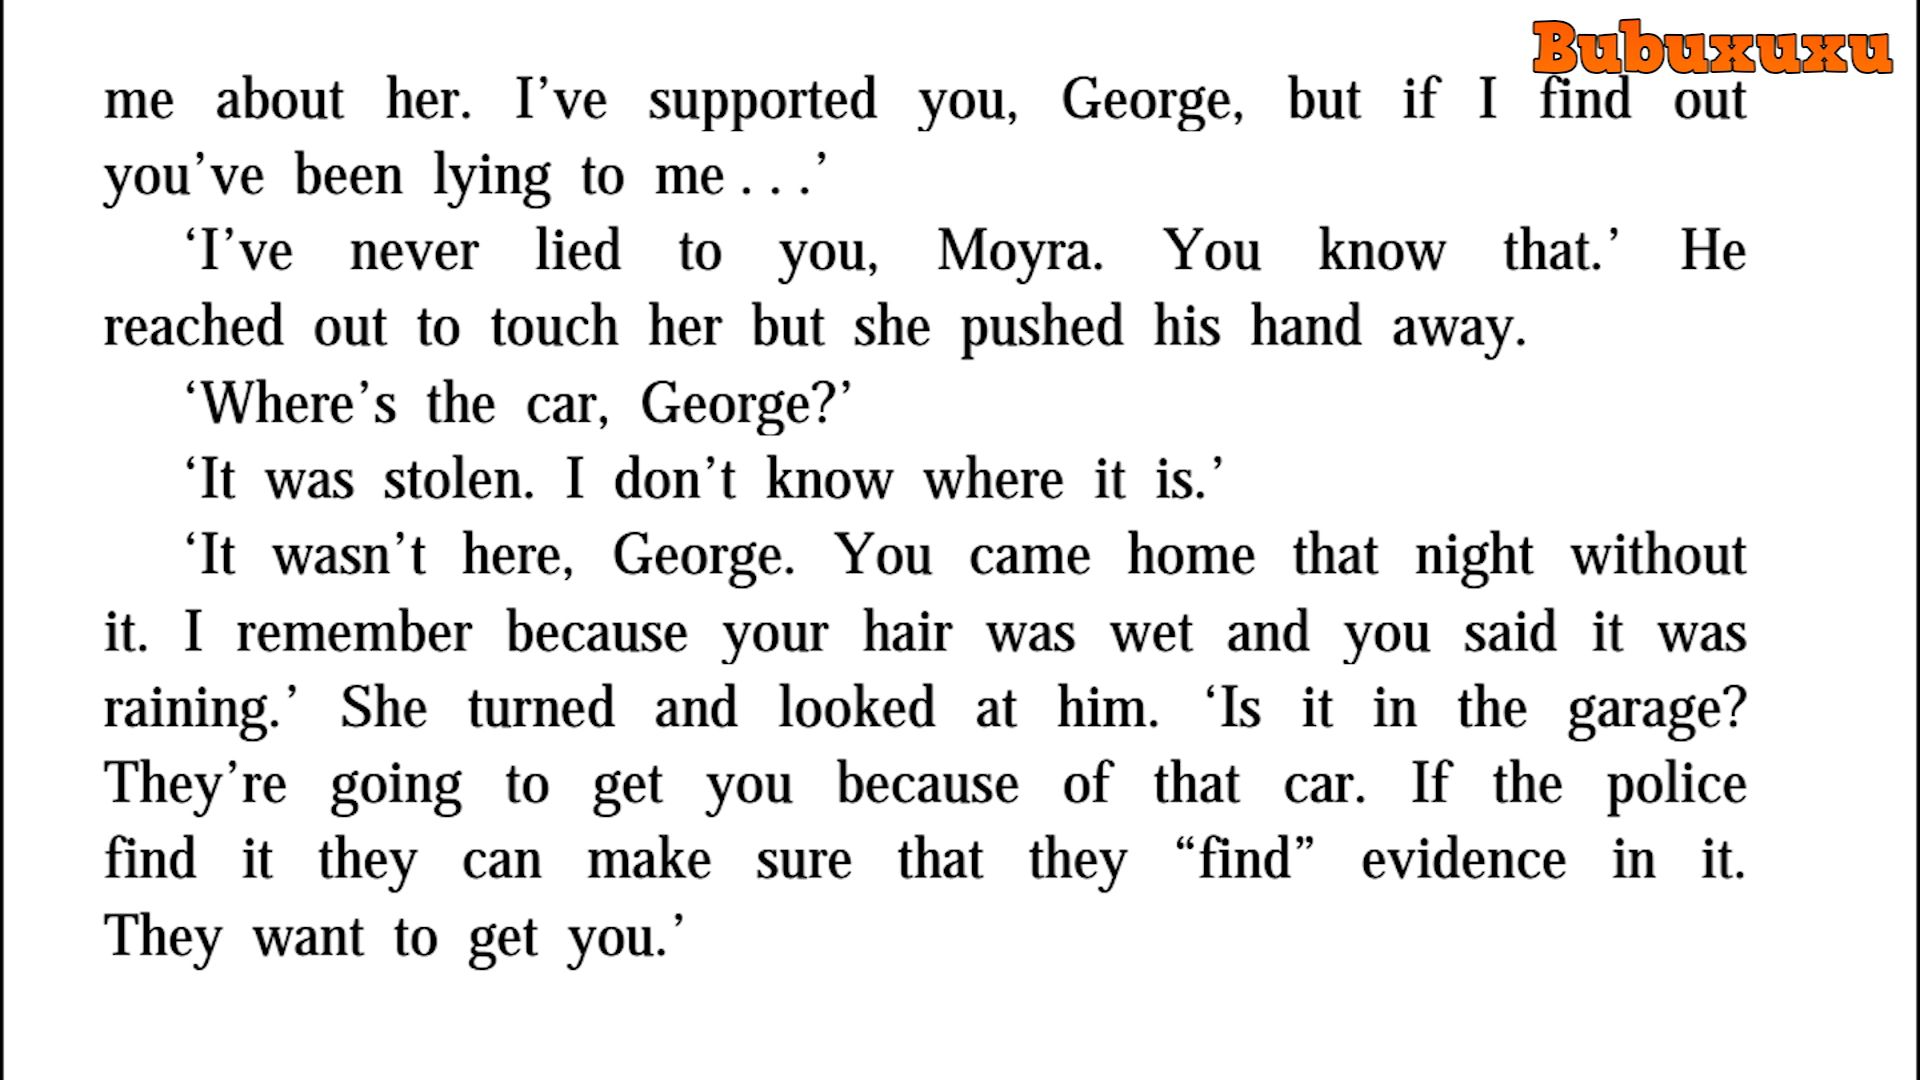 Bubuxuxu
me about her. I’ve supported you, George, but if I find out
you’ve been lying to me . . .’
‘I’ve never lied to you, Moyra. You know that.’ He
reached out to touch her but she pushed his hand away.
‘Where’s the car, George?’
‘It was stolen. I don’t know where it is.’
‘It wasn’t here, George. You came home that night without
it. I remember because your hair was wet and you said it was
raining.’ She turned and looked at him. ‘Is it in the garage?
They’re going to get you because of that car. If the police
find it they can make sure that they “find” evidence in it.
They want to get you.’